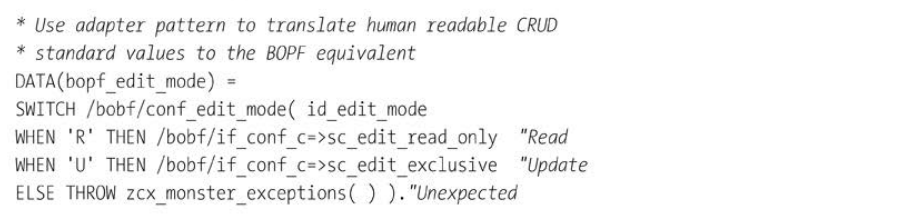 * Use adapter pattern to translate human readable CRUD
* standard values to the BOPF equivalent
DATA(bopf_edit_mode) =
SWITCH /bobf/conf_edit_mode( id_edit_mode
WHEN 'R' THEN /bobf/if_conf_c=>sc_edit_read_only "Read
WHEN 'U' THEN /bobf/if_conf_c=>sc_edit_exclusive "Update
ELSE THROW zcx_monster_exceptions( ) )."Unexpected